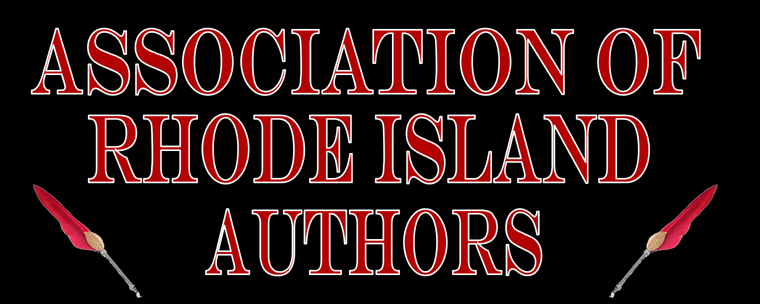 ASSOCIATION OF
RHODE ISLAND
AUTHORS